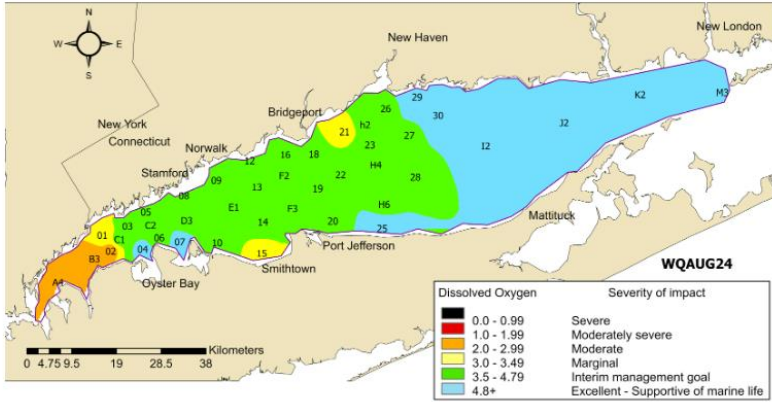 N
W E
S
New London
New Haven
K2
M3
29
26
30
Bridgeport
h2
J2
21
27
New York
23
I2
Connecticut
Norwalk
16
18
12
H4
Stamford
F2
22
28
09
13
19
08
05
E1
F3
H6
Mattituck
03
C2
D3
14
20
25
01
C1
06
07
10
Port Jefferson
02
04
15
B3
Smithtown
WQAUG24
A4
Oyster Bay
Dissolved Oxygen Severity of impact
0.0 - 0.99 Severe
1.0 - 1.99 Moderately severe
2.0 - 2.99 Moderate
3.0 - 3.49 Marginal
3.5 - 4.79 Interim management goal
4.8+ Excellent - Supportive of marine life
Kilometers
0 4.75 9.5 19 28.5 38